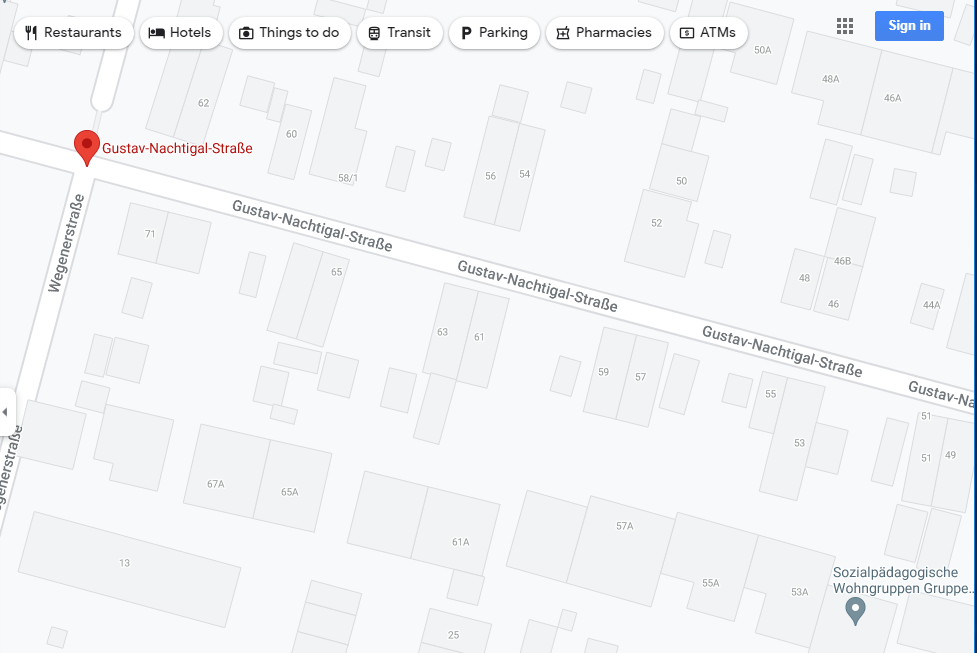 Restaurants
Hotels
Things to do
Transit
Parking
Pharmacies
ATMs
Sign in
50A
48A
46A
62
60
Gustav-Nachtigal-Straße
58/1
56
54
50
52
Wegenerstraße
71
Gustav-Nachtigal-Straße
65
Gustav-Nachtigal-Straße
46B
48
46
44A
63
61
Gustav-Nachtigal-Straße
59
57
55
Gustav-Na
51
53
51
49
67A
65A
61A
57A
13
55A
53A
Sozialpädagogische
Wohngruppen Gruppe...
25
egenerstraße